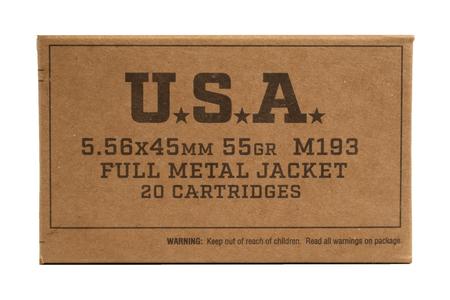 U.S.A.
5.56x45MM 55GR M193
FULL METAL JACKET
20 CARTRIDGES
WARNING: Keep out of reach of children. Read all warnings on package.